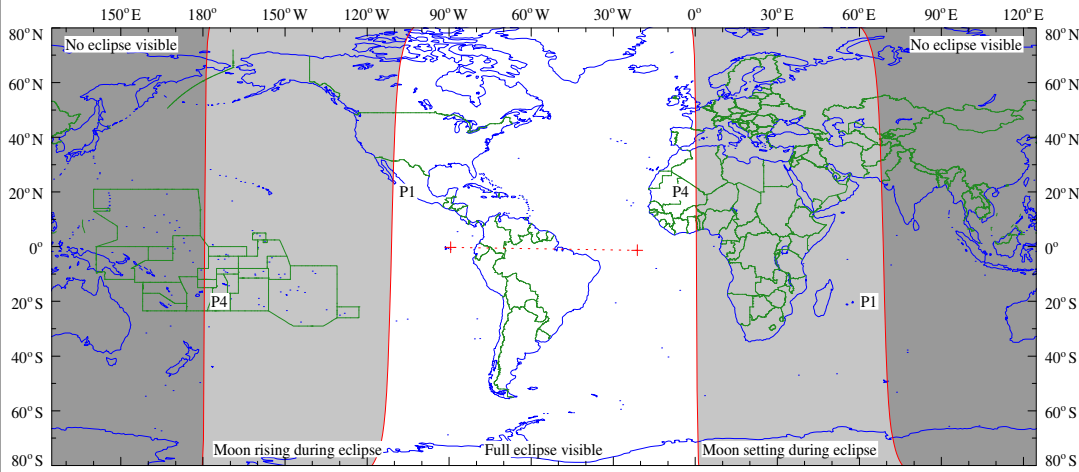 150°E 180° 150°W 120°W 90°W 60°W 30°W 0° 30°E 60°E 90°E 120°E
80°N No eclipse visible No eclipse visible 80°N
60°N 60°N
40°N 40°N
20°N P1 P4 20°N
0° 0°
20°S P4 P1 20°S
40°S 40°S
60°S 60°S
80°S Moon rising during eclipse Full eclipse visible Moon setting during eclipse 80°S